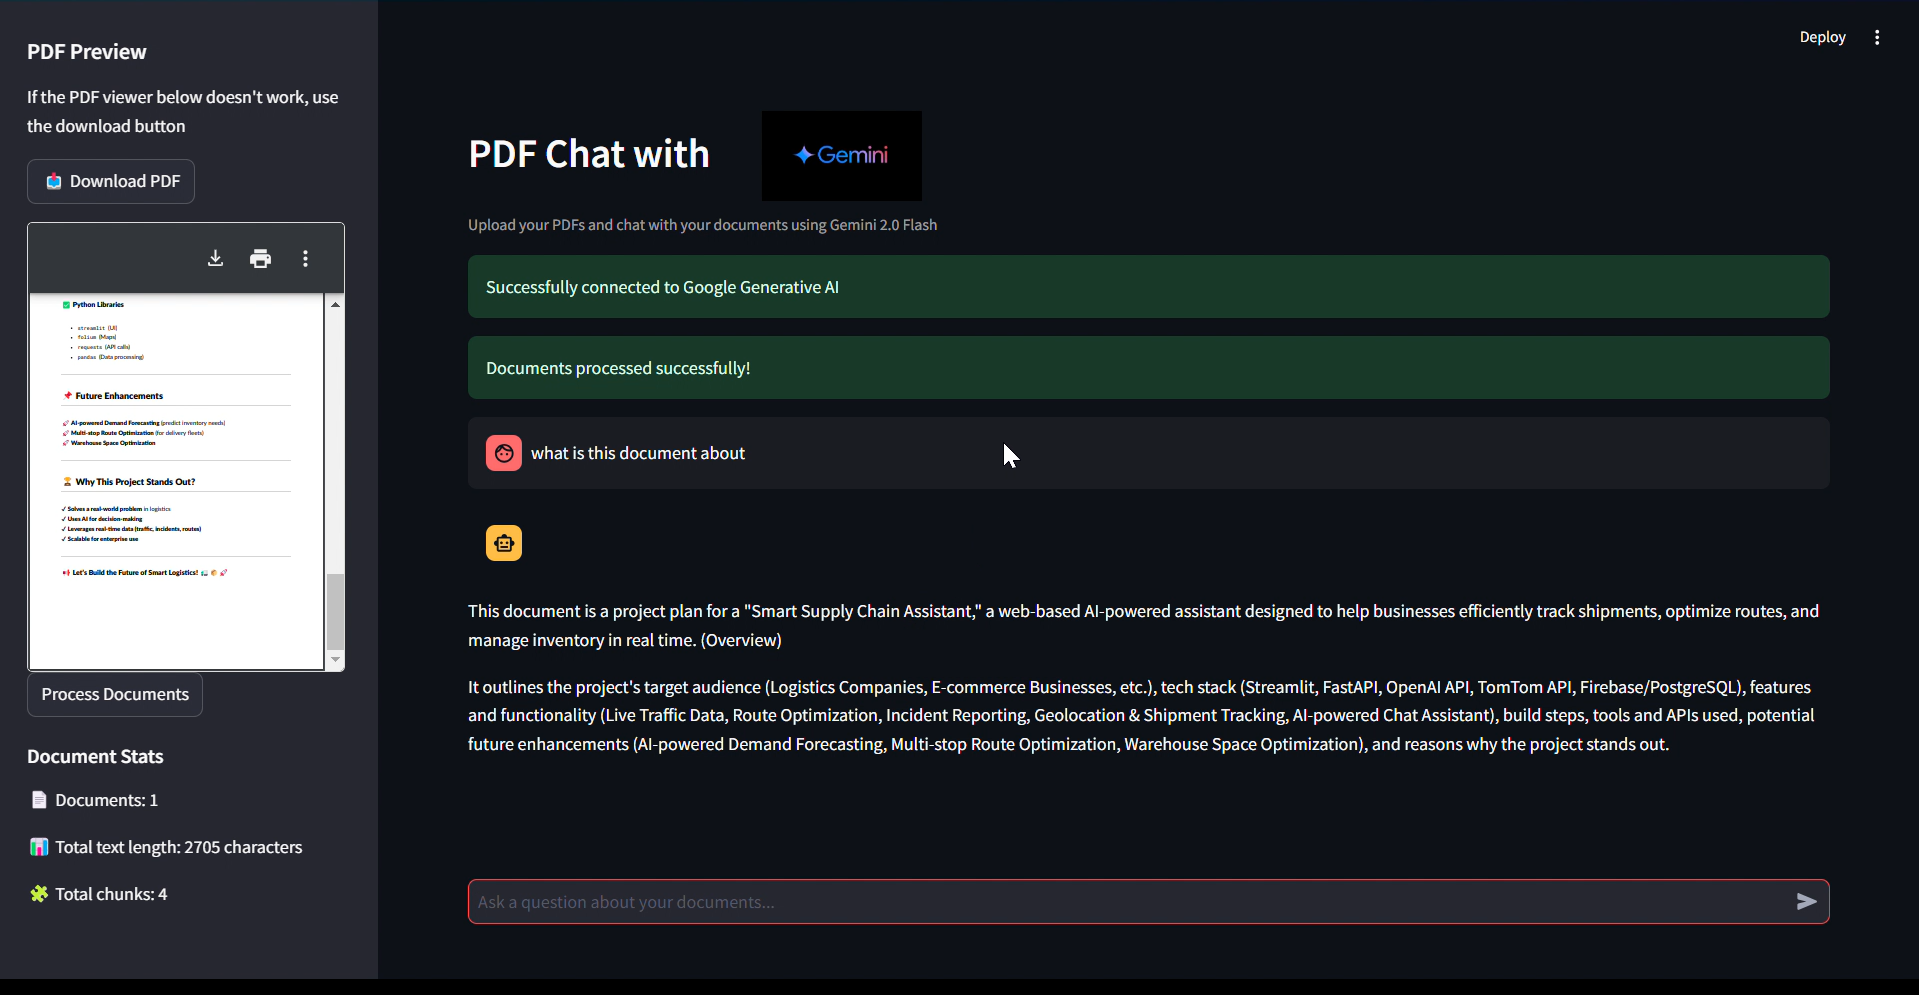 PDF Preview
If the PDF viewer below doesn't work, use
the download button
Download PDF
Python Libraries
streamlit (UI)
folium (Maps)
requests (API calls)
pandas (Data processing)
Future Enhancements
AI-powered Demand Forecasting (predict inventory needs)
Multi-stop Route Optimization (for delivery fleets)
Warehouse Space Optimization
Why This Project Stands Out?
✓ Solves a real-world problem in logistics
✓ Uses AI for decision-making
✓ Leverages real-time data (traffic, incidents, routes)
✓ Scalable for enterprise use
Let's Build the Future of Smart Logistics!
Process Documents
Document Stats
Documents: 1
Total text length: 2705 characters
Total chunks: 4
Deploy
PDF Chat with
Gemini
Upload your PDFs and chat with your documents using Gemini 2.0 Flash
Successfully connected to Google Generative AI
Documents processed successfully!
what is this document about
This document is a project plan for a "Smart Supply Chain Assistant," a web-based AI-powered assistant designed to help businesses efficiently track shipments, optimize routes, and
manage inventory in real time. (Overview)
It outlines the project's target audience (Logistics Companies, E-commerce Businesses, etc.), tech stack (Streamlit, FastAPI, OpenAI API, TomTom API, Firebase/PostgreSQL), features
and functionality (Live Traffic Data, Route Optimization, Incident Reporting, Geolocation & Shipment Tracking, AI-powered Chat Assistant), build steps, tools and APIs used, potential
future enhancements (AI-powered Demand Forecasting, Multi-stop Route Optimization, Warehouse Space Optimization), and reasons why the project stands out.
Ask a question about your documents...